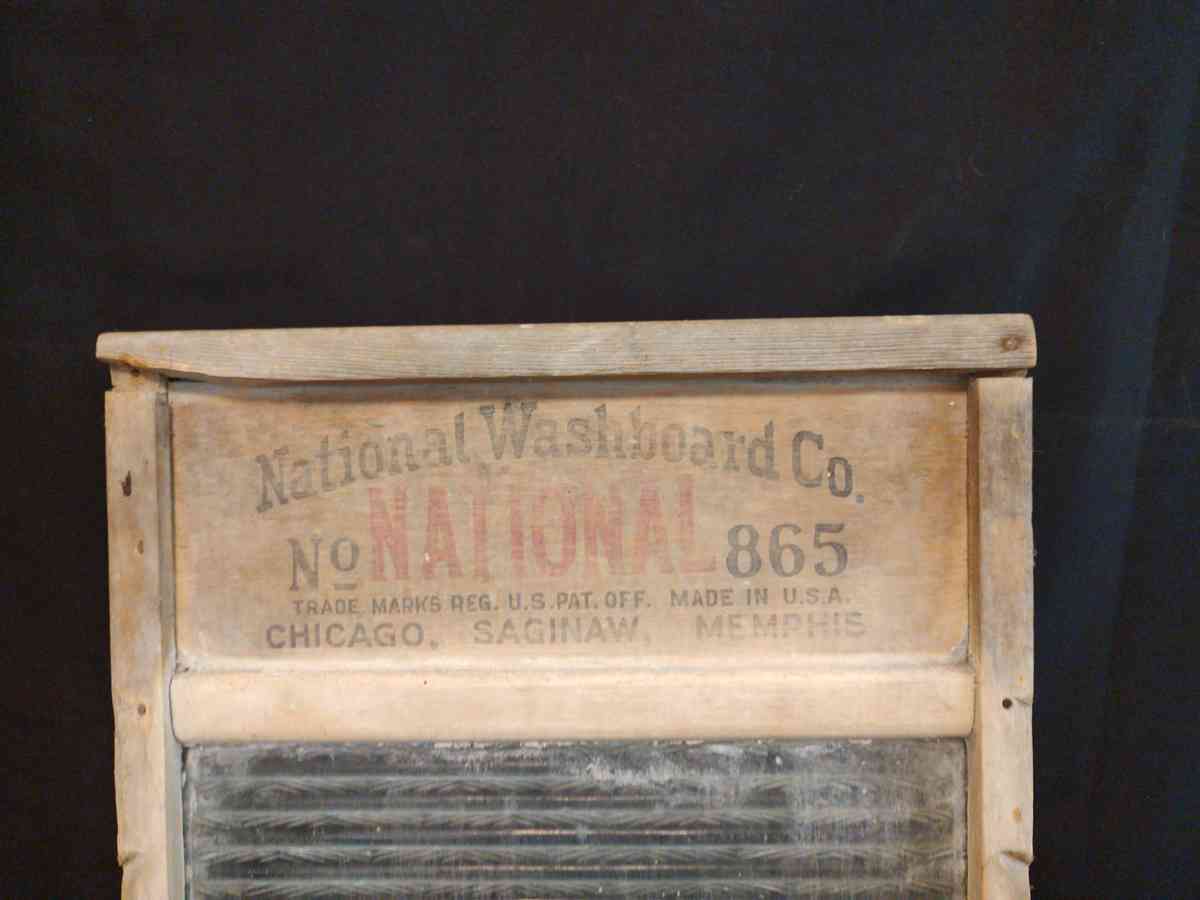 National Washboard Co.
No NATIONAL 865
TRADE MARKS REG. U.S. PAT. OFF. MADE IN U.S.A.
CHICAGO, SAGINAW, MEMPHIS